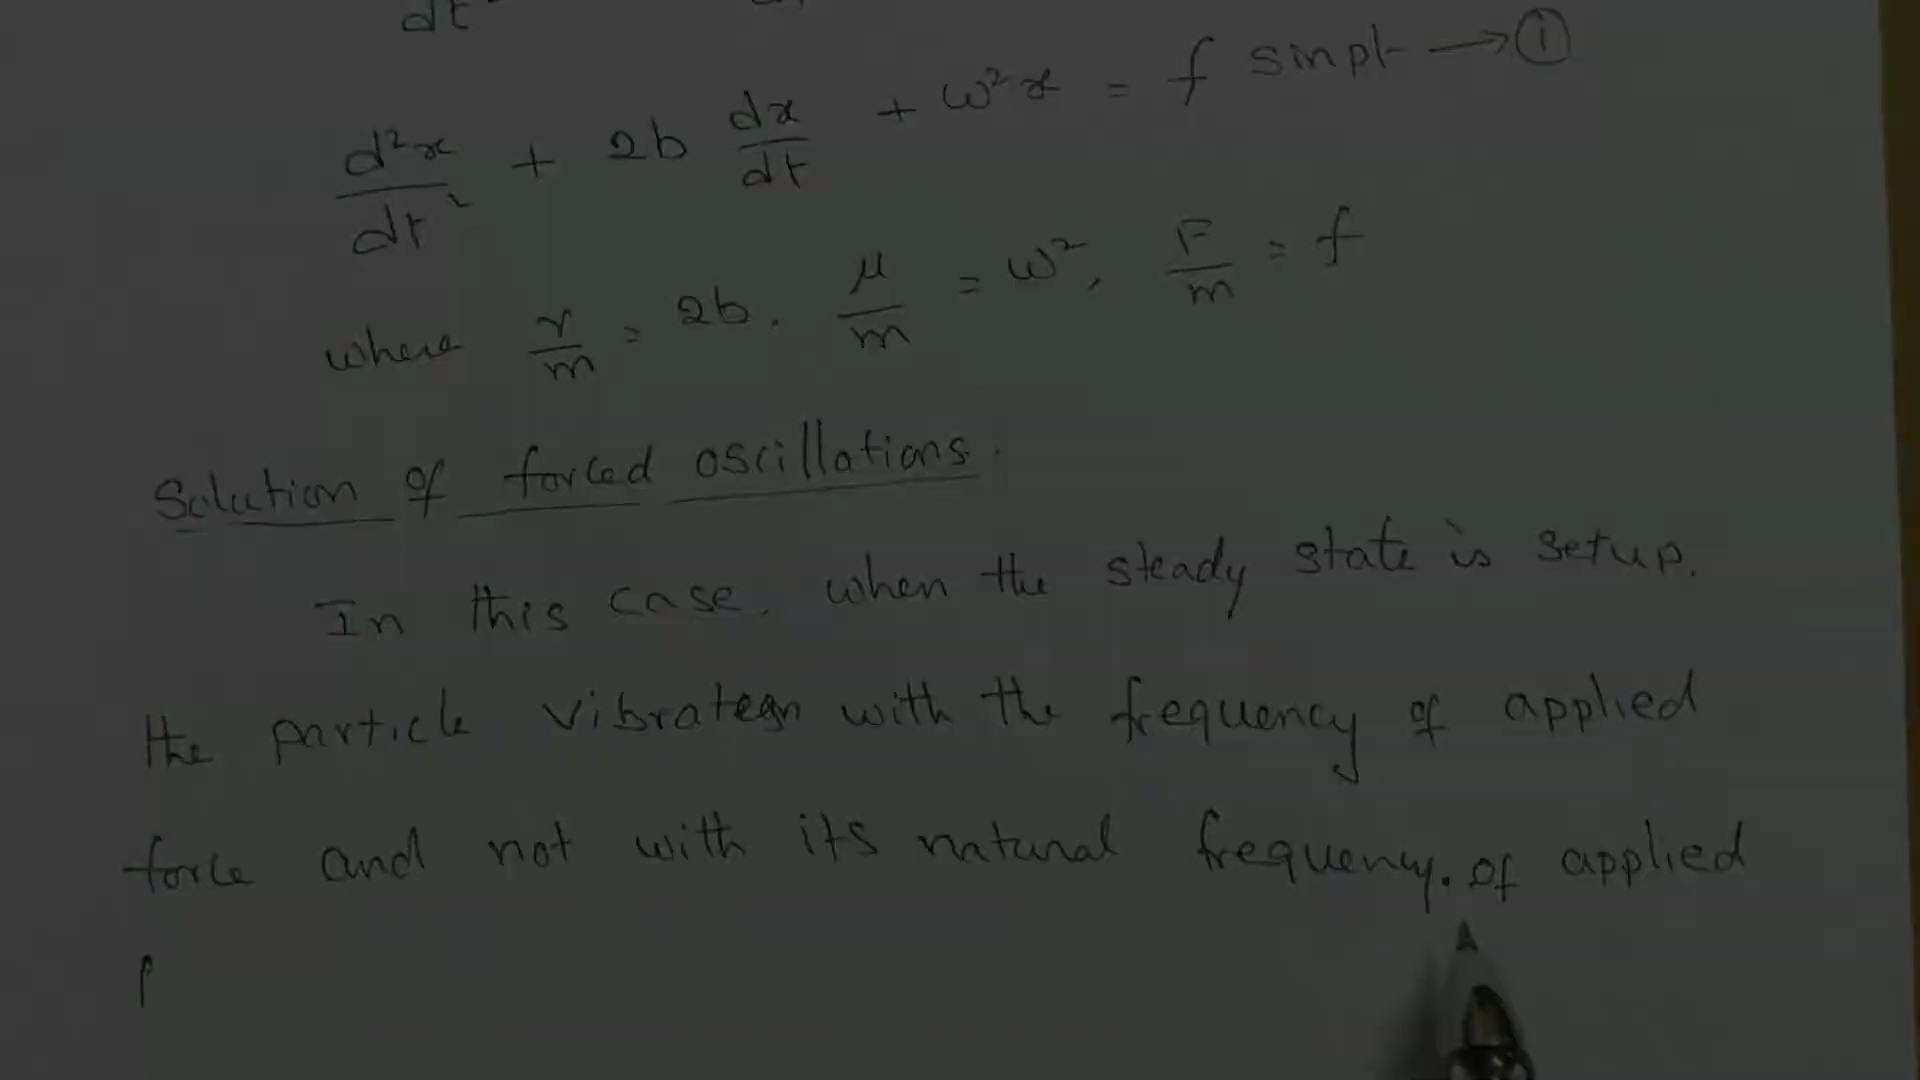 dt
d²x/dt² + 2b dx/dt + ω²x = f sinpt → ①
where r/m = 2b, μ/m = ω², F/m = f
Solution of forced oscillations.
In this case, when the steady state is setup.
the particle vibrates with the frequency of applied
force and not with its natural frequency. of applied